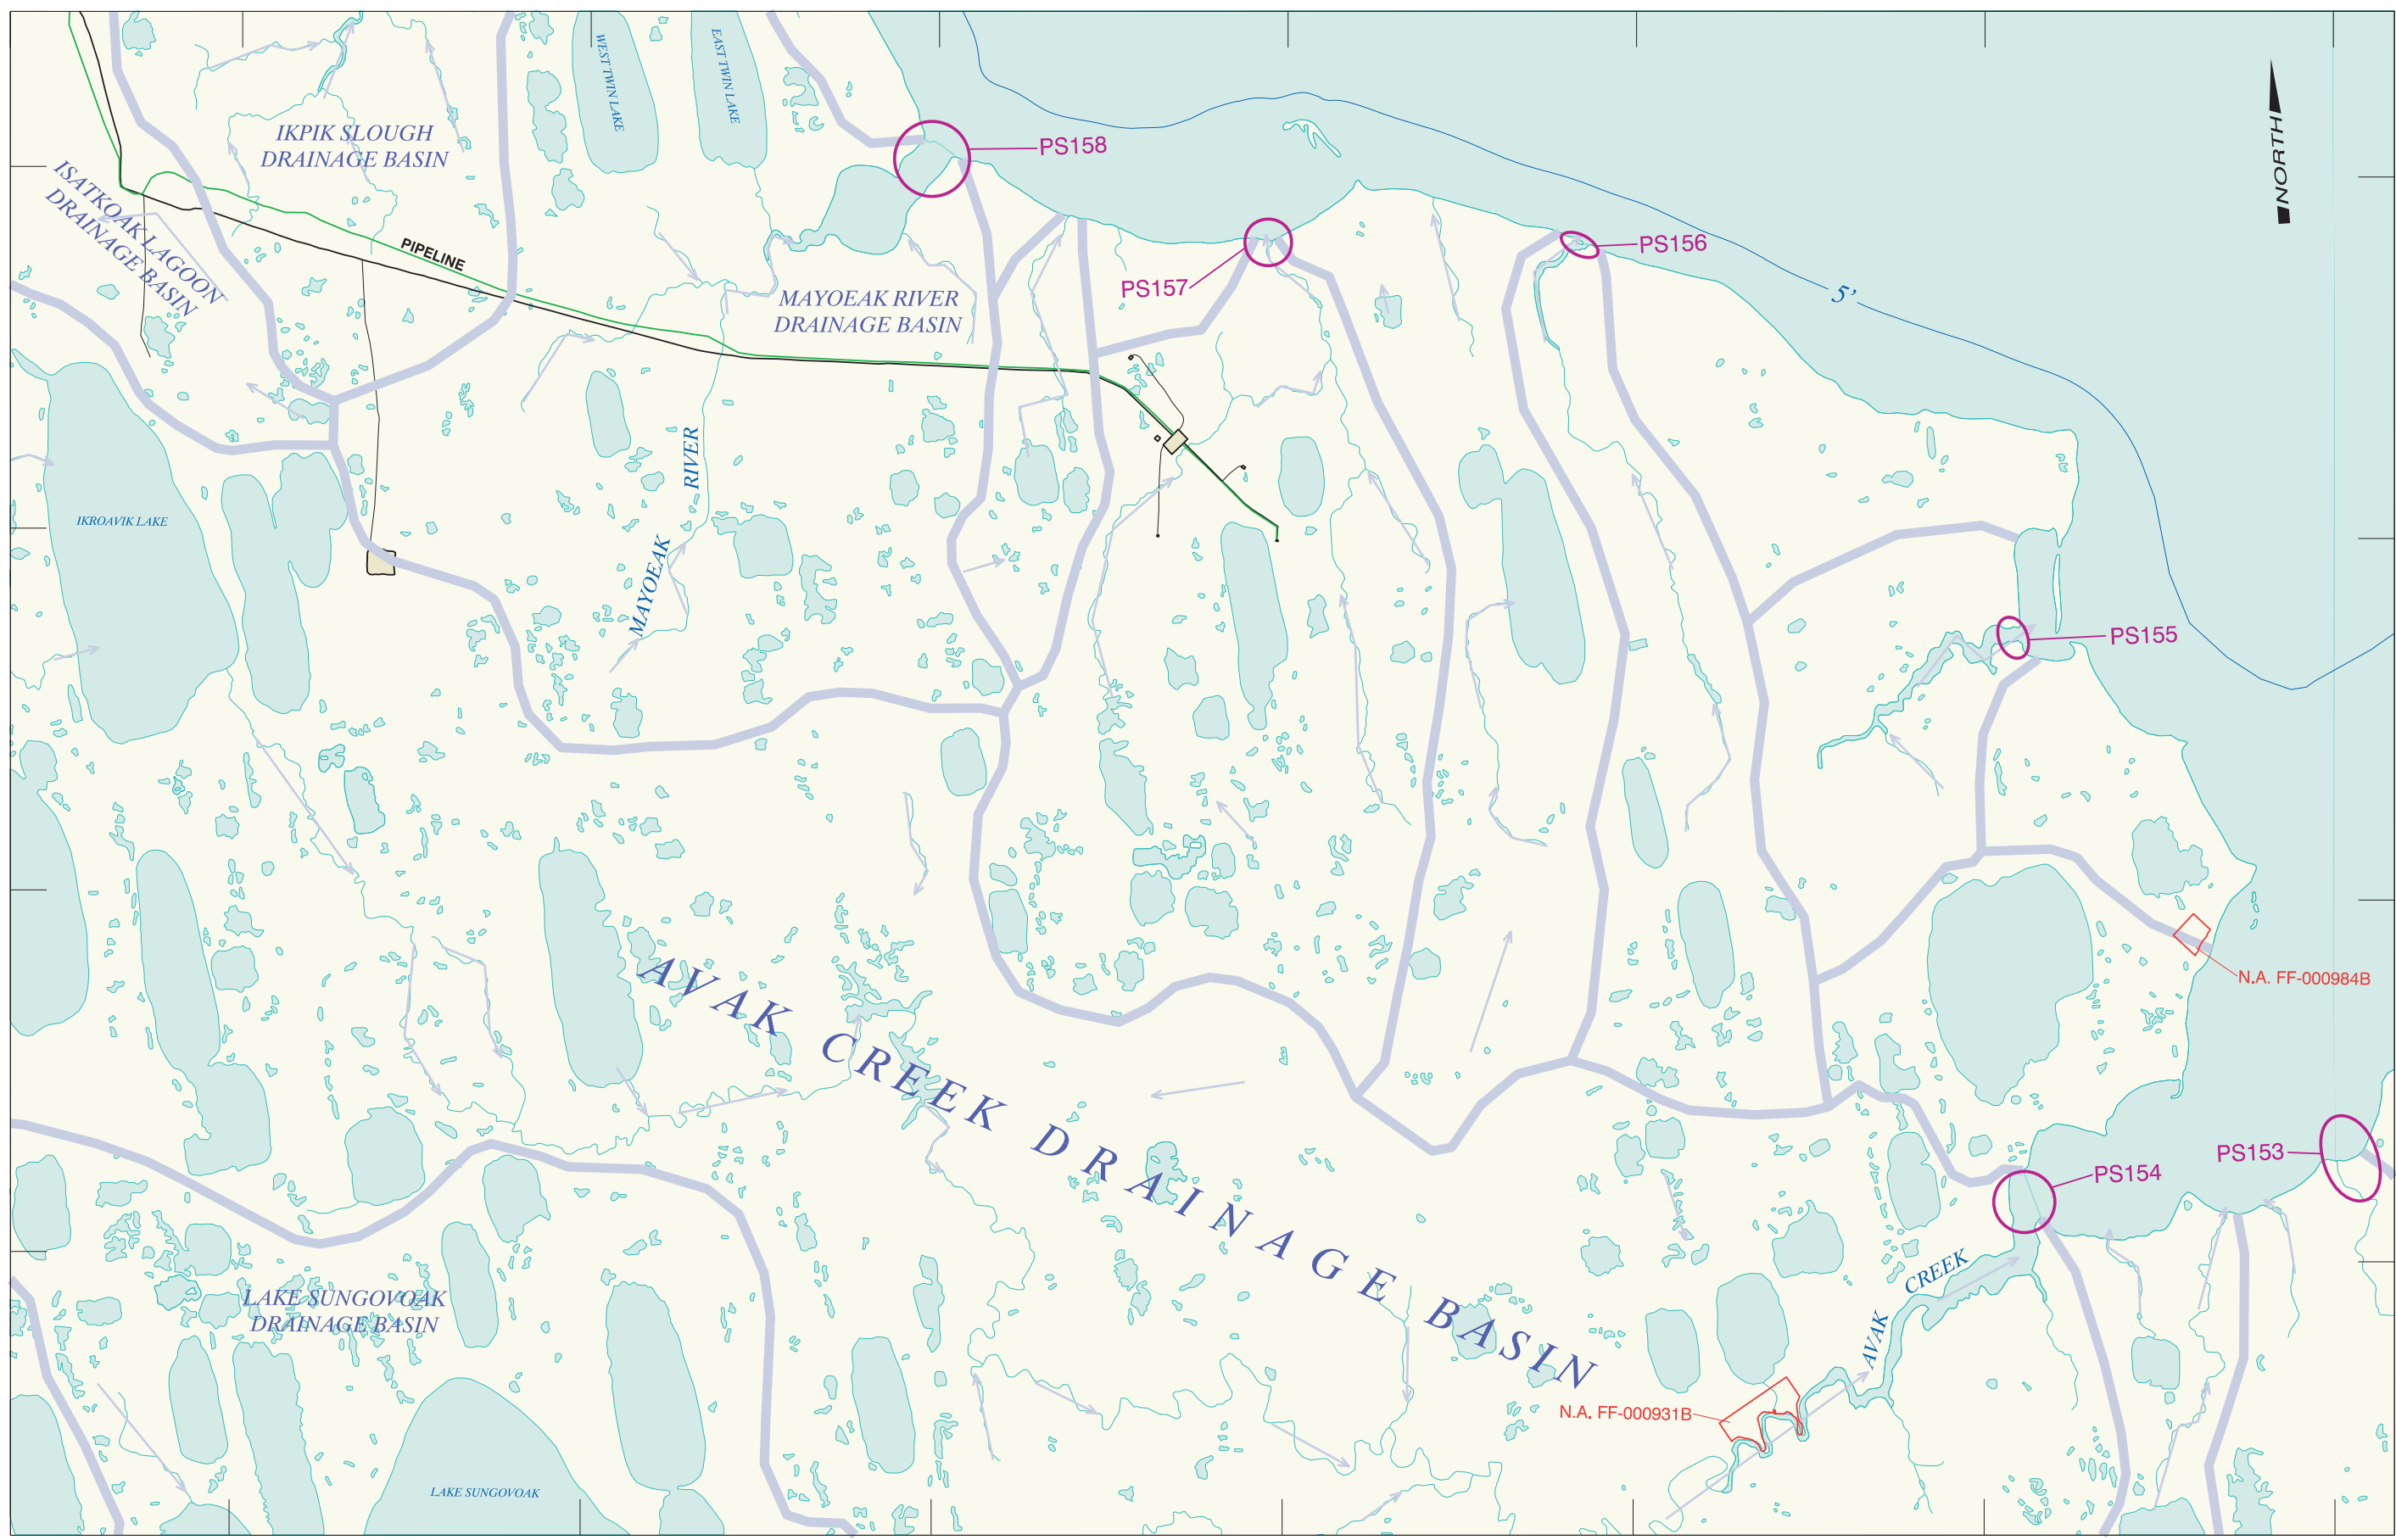 WEST TWIN LAKE
EAST TWIN LAKE
IKPIK SLOUGH
DRAINAGE BASIN
PS158
NORTH
ISATKOAK LAGOON
DRAINAGE BASIN
PIPELINE
MAYOEAK RIVER
DRAINAGE BASIN
PS157
PS156
5'
IKROAVIK LAKE
MAYOEAK RIVER
PS155
N.A. FF-000984B
AVAK CREEK DRAINAGE BASIN
PS153
PS154
LAKE SUNGOVOAK
DRAINAGE BASIN
AVAK CREEK
N.A. FF-000931B
LAKE SUNGOVOAK